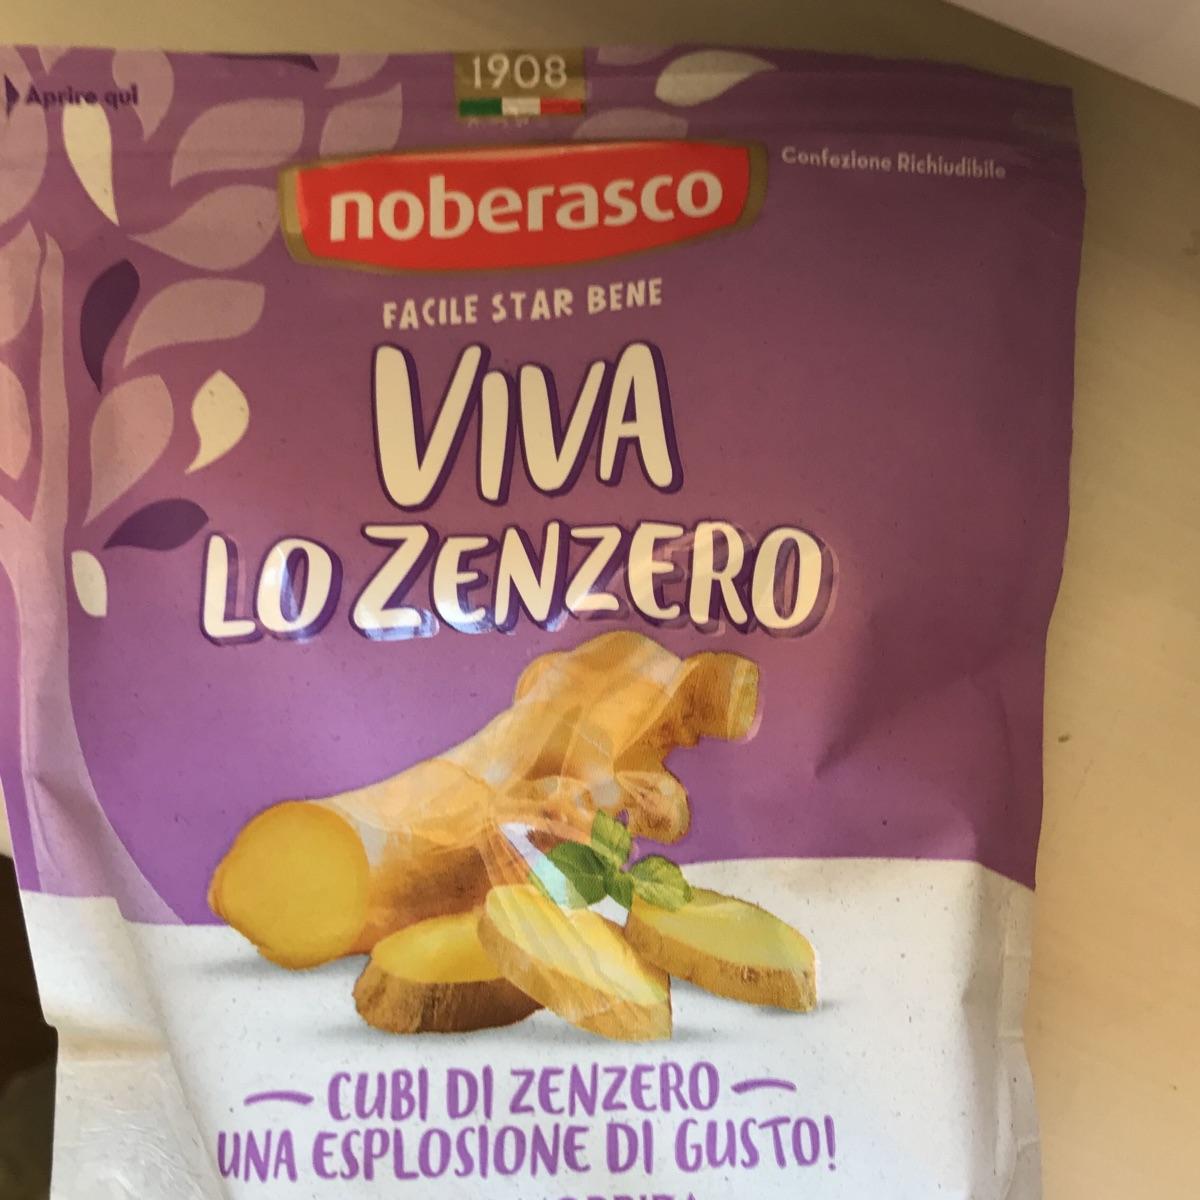 1908
Aprire qui
Confezione Richiudibile
noberasco
FACILE STAR BENE
VIVA
LO ZENZERO
CUBI DI ZENZERO
UNA ESPLOSIONE DI GUSTO!